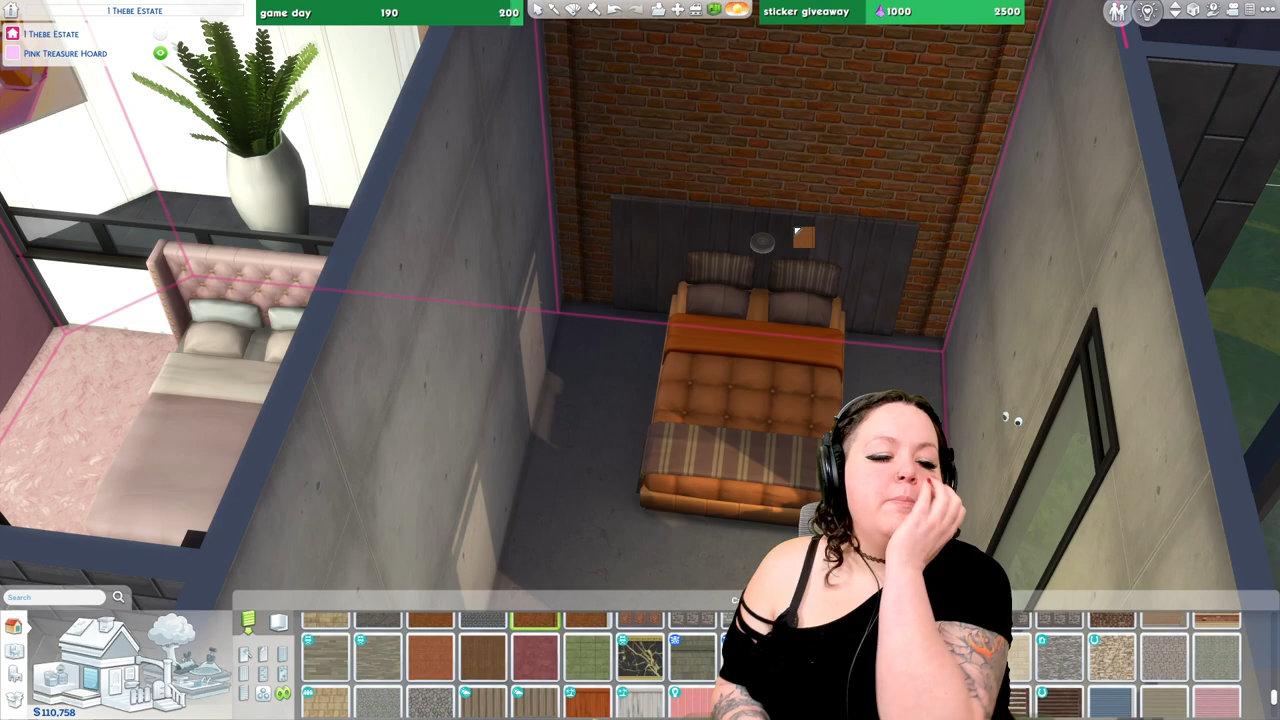 1 THEBE ESTATE
game day 190 200
sticker giveaway 1000 2500
1 THEBE ESTATE
PINK TREASURE HOARD
Search
§110,758